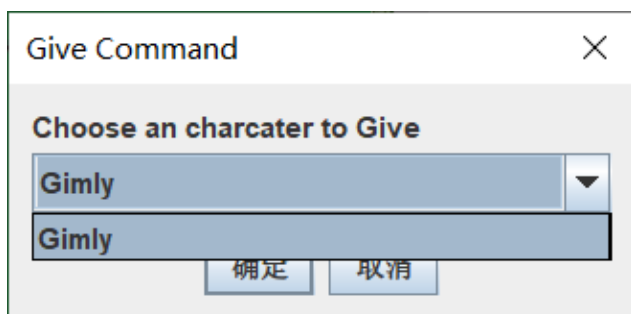 Give Command
Choose an charcater to Give
Gimly
Gimly
确定 取消